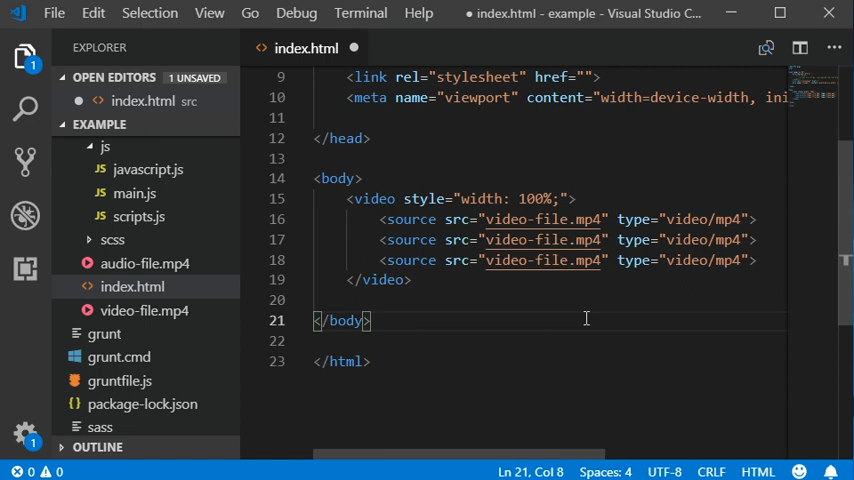 File Edit Selection View Go Debug Terminal Help ● index.html - example - Visual Studio C...
EXPLORER
<> index.html ●
OPEN EDITORS 1 UNSAVED
● <> index.html src
EXAMPLE
js
JS javascript.js
JS main.js
JS scripts.js
scss
audio-file.mp4
<> index.html
video-file.mp4
grunt
grunt.cmd
gruntfile.js
{} package-lock.json
sass
OUTLINE
1
1
9 <link rel="stylesheet" href="">
10 <meta name="viewport" content="width=device-width, ini
11
12 </head>
13
14 <body>
15 <video style="width: 100%;">
16 <source src="video-file.mp4" type="video/mp4">
17 <source src="video-file.mp4" type="video/mp4">
18 <source src="video-file.mp4" type="video/mp4">
19 </video>
20
21 </body>
22
23 </html>
0 0 Ln 21, Col 8 Spaces: 4 UTF-8 CRLF HTML